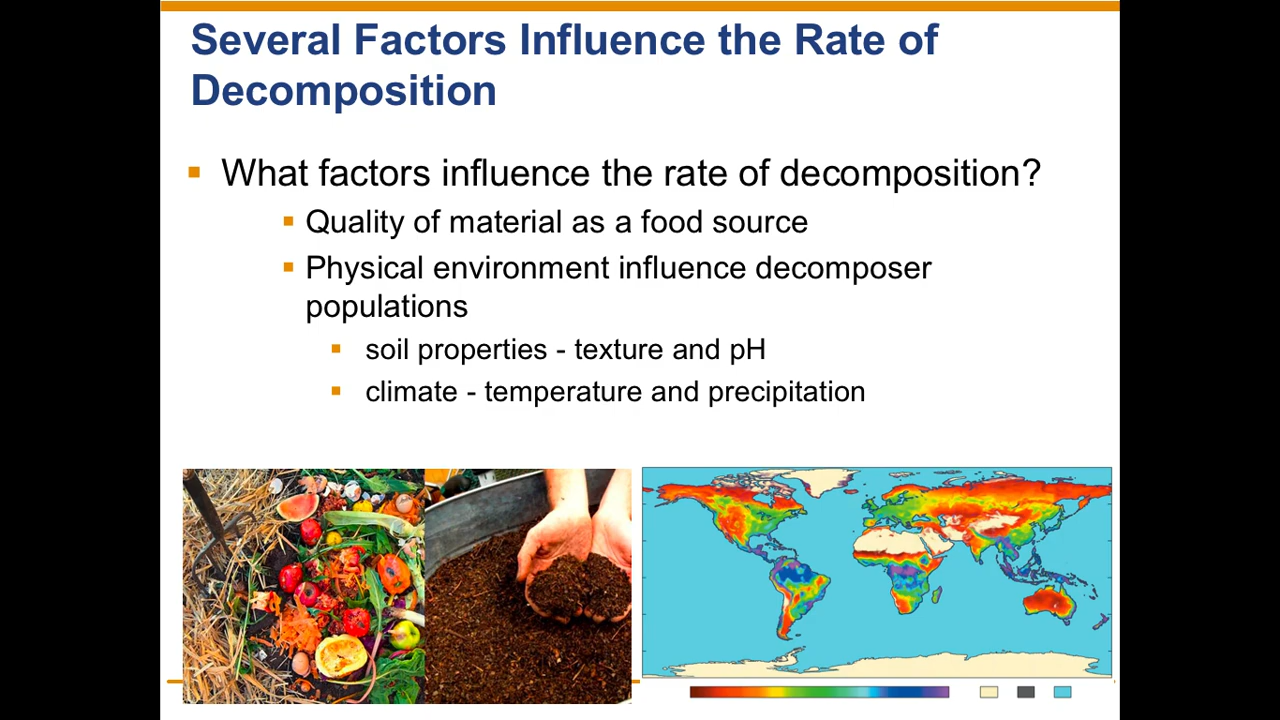 Several Factors Influence the Rate of
Decomposition
What factors influence the rate of decomposition?
Quality of material as a food source
Physical environment influence decomposer
populations
soil properties - texture and pH
climate - temperature and precipitation